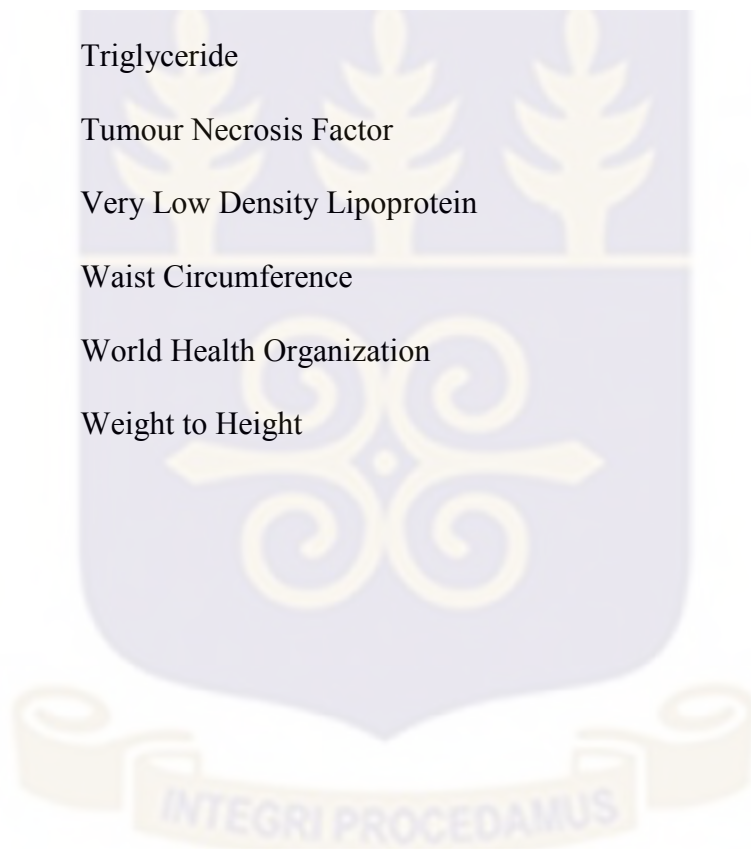 Triglyceride
Tumour Necrosis Factor
Very Low Density Lipoprotein
Waist Circumference
World Health Organization
Weight to Height
INTEGRI PROCEDAMUS